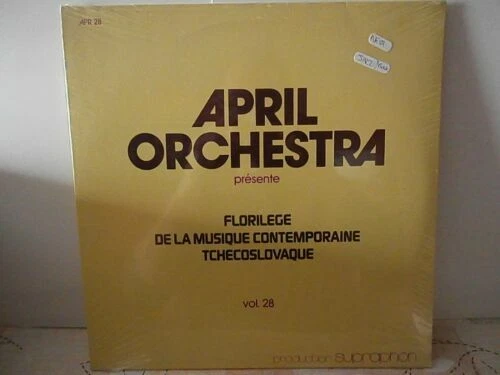 APR 28
APRIL
ORCHESTRA
présente
FLORILEGE
DE LA MUSIQUE CONTEMPORAINE
TCHECOSLOVAQUE
vol. 28
production supraphon